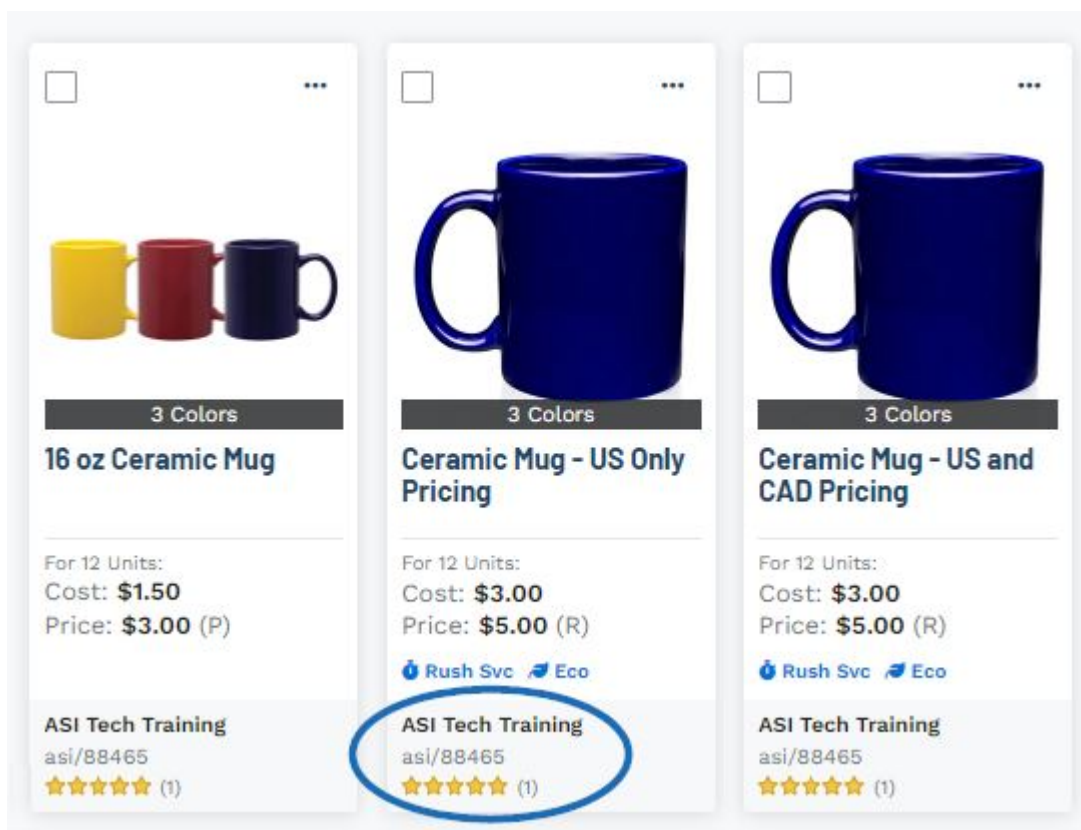 3 Colors
16 oz Ceramic Mug
For 12 Units:
Cost: $1.50
Price: $3.00 (P)
ASI Tech Training
asi/88465
(1)
3 Colors
Ceramic Mug - US Only
Pricing
For 12 Units:
Cost: $3.00
Price: $5.00 (R)
Rush Svc Eco
ASI Tech Training
asi/88465
(1)
3 Colors
Ceramic Mug - US and
CAD Pricing
For 12 Units:
Cost: $3.00
Price: $5.00 (R)
Rush Svc Eco
ASI Tech Training
asi/88465
(1)